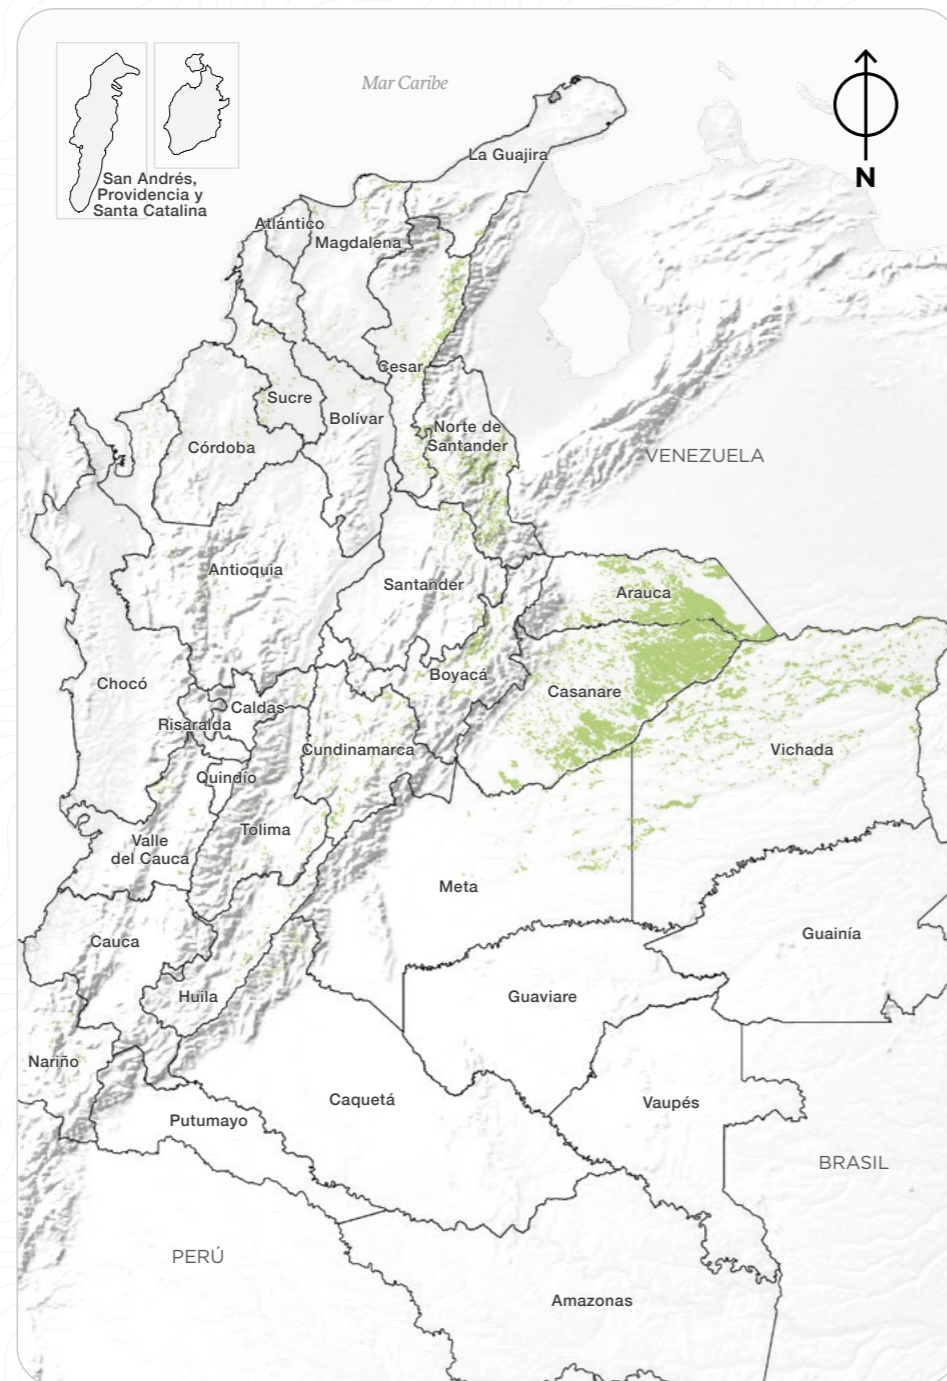 Mar Caribe
N
San Andrés,
Providencia y
Santa Catalina
La Guajira
Atlántico
Magdalena
Cesar
Sucre
Bolívar
Córdoba
Norte de
Santander
VENEZUELA
Antioquia
Santander
Arauca
Chocó
Boyacá
Casanare
Caldas
Risaralda
Cundinamarca
Vichada
Quindío
Tolima
Valle
del Cauca
Meta
Cauca
Guainía
Huila
Guaviare
Nariño
Caquetá
Vaupés
Putumayo
BRASIL
PERÚ
Amazonas